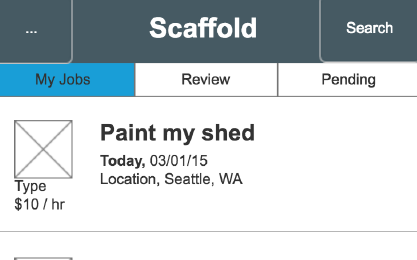 ...
Scaffold
Search
My Jobs
Review
Pending
Paint my shed
Today, 03/01/15
Location, Seattle, WA
Type
$10 / hr